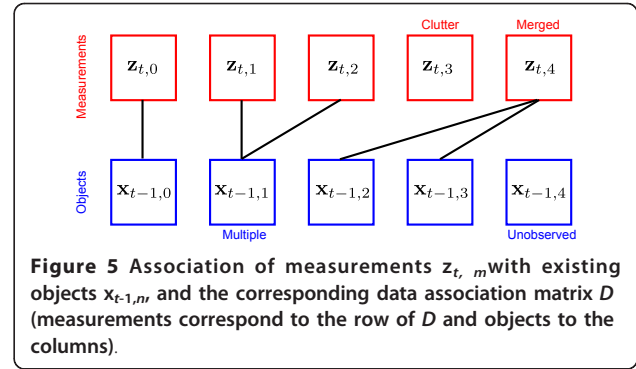 Clutter Merged
Measurements
z_{t,0} z_{t,1} z_{t,2} z_{t,3} z_{t,4}
Objects
x_{t−1,0} x_{t−1,1} x_{t−1,2} x_{t−1,3} x_{t−1,4}
Multiple Unobserved
Figure 5 Association of measurements z_{t, m} with existing
objects x_{t-1,n}, and the corresponding data association matrix D
(measurements correspond to the row of D and objects to the
columns).